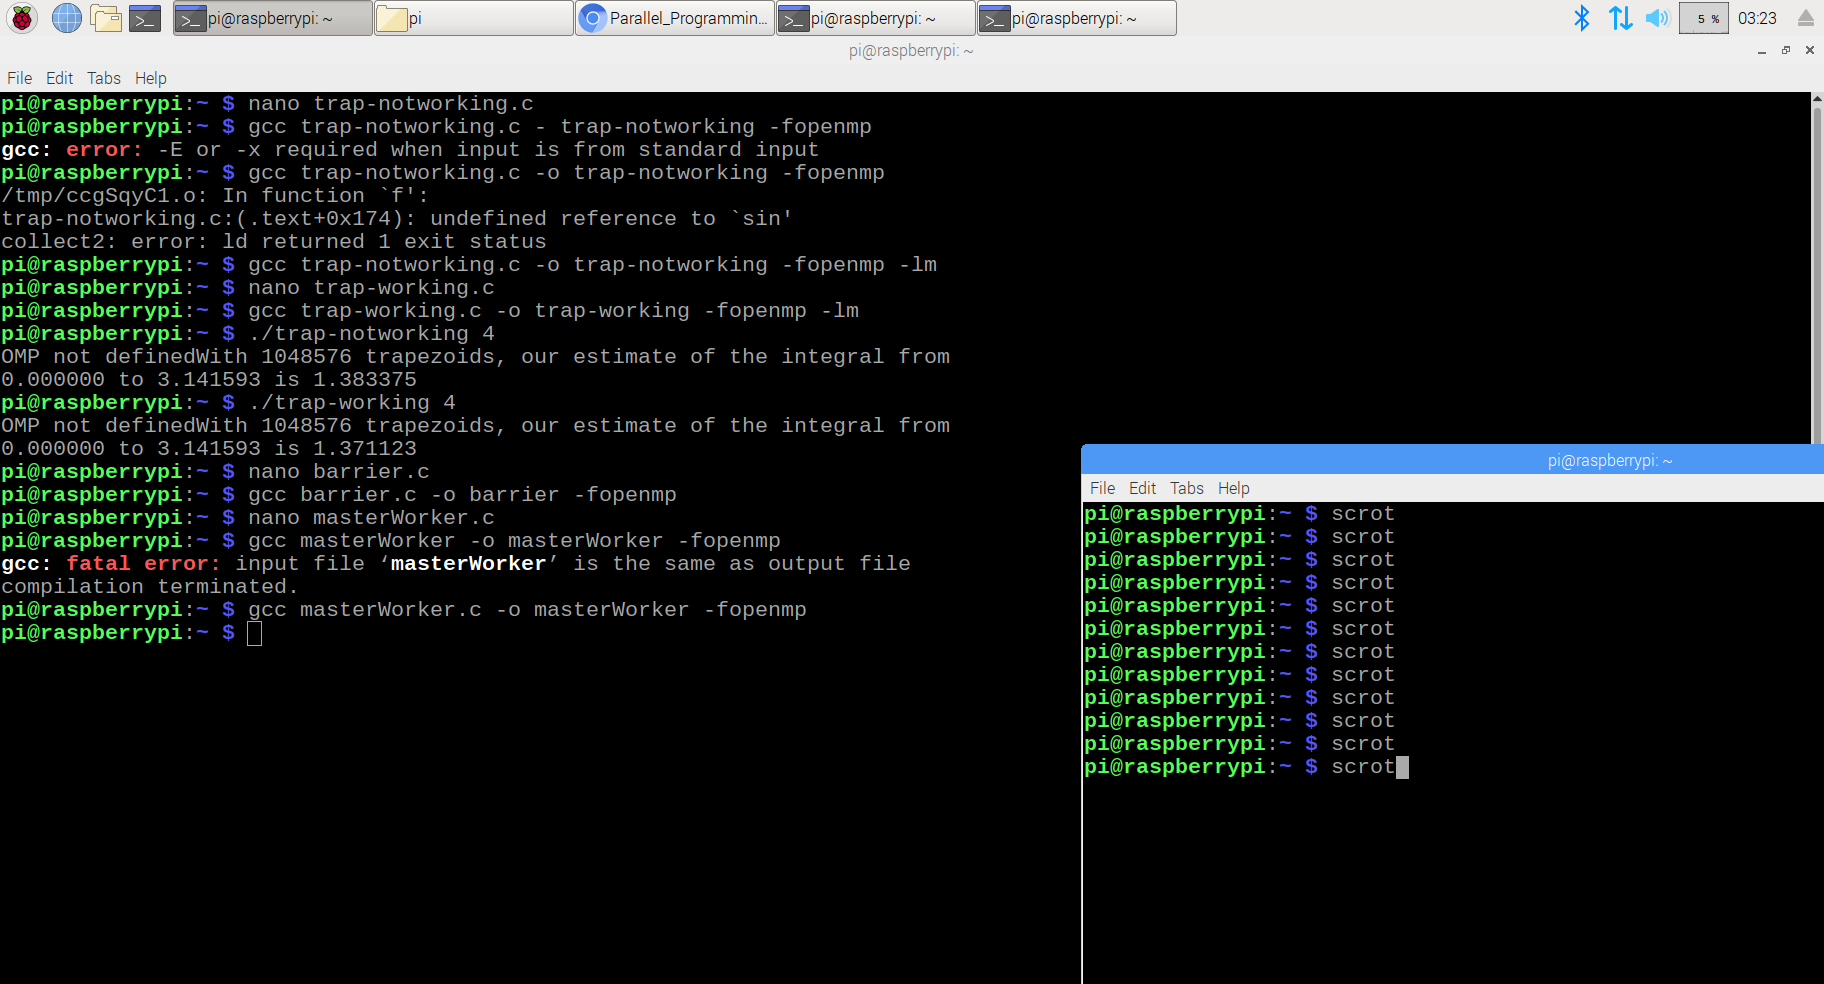 pi@raspberrypi: ~
pi
Parallel_Programmin...
pi@raspberrypi: ~
pi@raspberrypi: ~
5 %
03:23
pi@raspberrypi: ~
File Edit Tabs Help
pi@raspberrypi:~ $ nano trap-notworking.c
pi@raspberrypi:~ $ gcc trap-notworking.c - trap-notworking -fopenmp
gcc: error: -E or -x required when input is from standard input
pi@raspberrypi:~ $ gcc trap-notworking.c -o trap-notworking -fopenmp
/tmp/ccgSqyC1.o: In function `f':
trap-notworking.c:(.text+0x174): undefined reference to `sin'
collect2: error: ld returned 1 exit status
pi@raspberrypi:~ $ gcc trap-notworking.c -o trap-notworking -fopenmp -lm
pi@raspberrypi:~ $ nano trap-working.c
pi@raspberrypi:~ $ gcc trap-working.c -o trap-working -fopenmp -lm
pi@raspberrypi:~ $ ./trap-notworking 4
OMP not definedWith 1048576 trapezoids, our estimate of the integral from
0.000000 to 3.141593 is 1.383375
pi@raspberrypi:~ $ ./trap-working 4
OMP not definedWith 1048576 trapezoids, our estimate of the integral from
0.000000 to 3.141593 is 1.371123
pi@raspberrypi:~ $ nano barrier.c
pi@raspberrypi:~ $ gcc barrier.c -o barrier -fopenmp
pi@raspberrypi:~ $ nano masterWorker.c
pi@raspberrypi:~ $ gcc masterWorker -o masterWorker -fopenmp
gcc: fatal error: input file ‘masterWorker’ is the same as output file
compilation terminated.
pi@raspberrypi:~ $ gcc masterWorker.c -o masterWorker -fopenmp
pi@raspberrypi:~ $
pi@raspberrypi: ~
File Edit Tabs Help
pi@raspberrypi:~ $ scrot
pi@raspberrypi:~ $ scrot
pi@raspberrypi:~ $ scrot
pi@raspberrypi:~ $ scrot
pi@raspberrypi:~ $ scrot
pi@raspberrypi:~ $ scrot
pi@raspberrypi:~ $ scrot
pi@raspberrypi:~ $ scrot
pi@raspberrypi:~ $ scrot
pi@raspberrypi:~ $ scrot
pi@raspberrypi:~ $ scrot
pi@raspberrypi:~ $ scrot